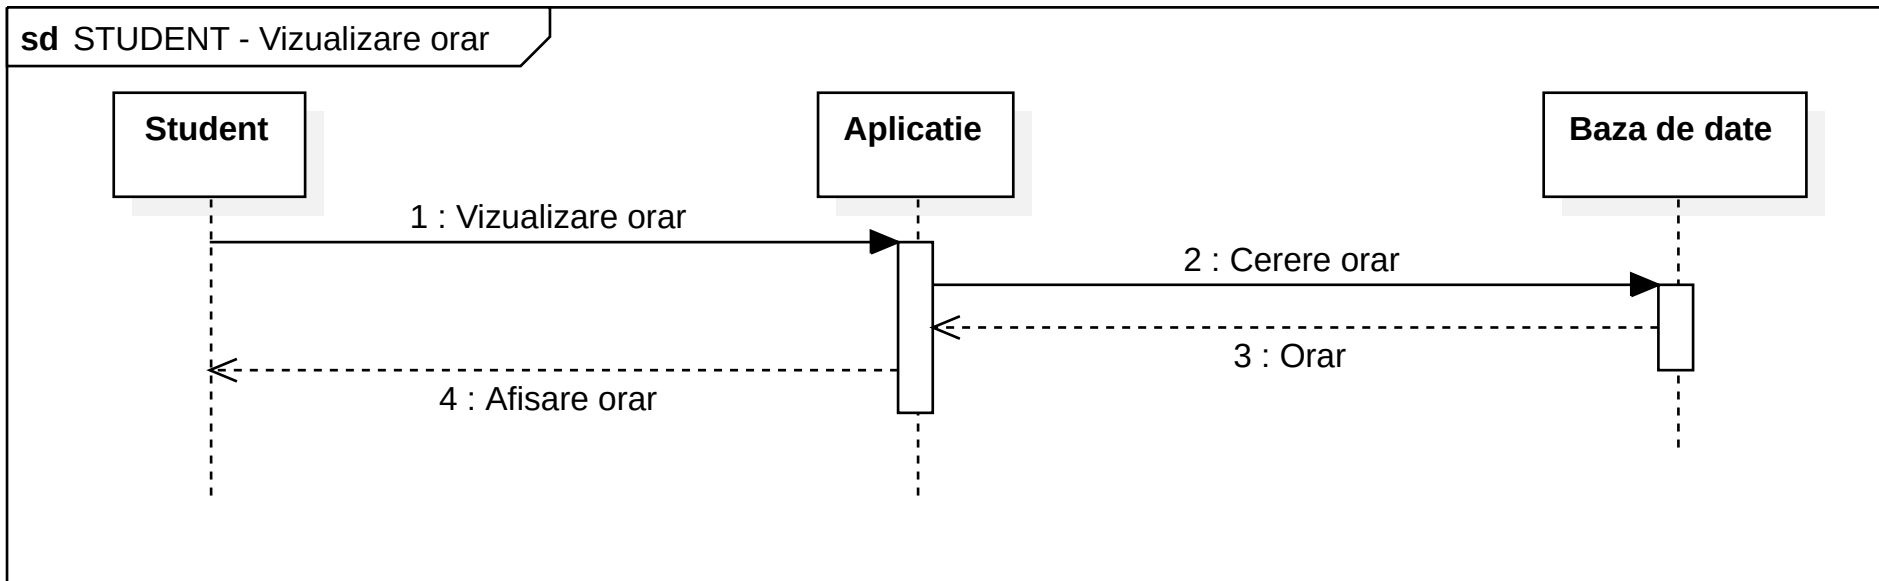 sd STUDENT - Vizualizare orar
Student
Aplicatie
Baza de date
1 : Vizualizare orar
2 : Cerere orar
3 : Orar
4 : Afisare orar